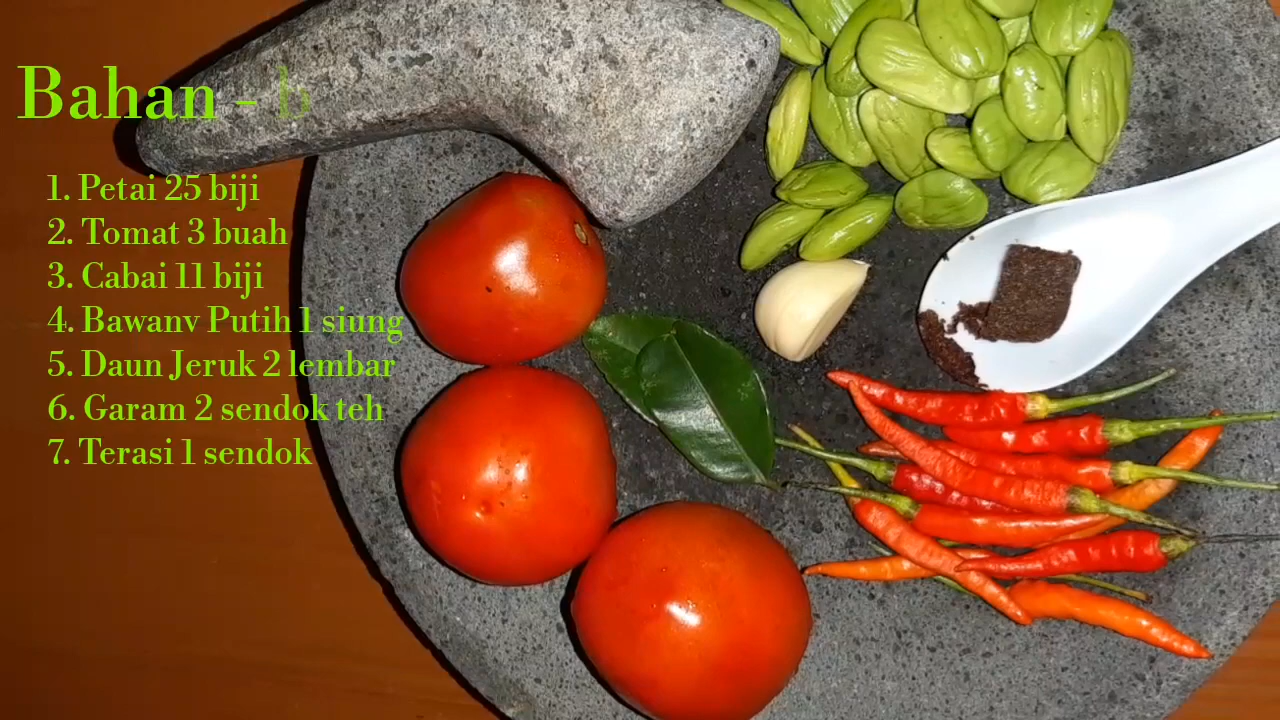 Bahan - b
1. Petai 25 biji
2. Tomat 3 buah
3. Cabai 11 biji
4. Bawanv Putih 1 siung
5. Daun Jeruk 2 lembar
6. Garam 2 sendok teh
7. Terasi 1 sendok